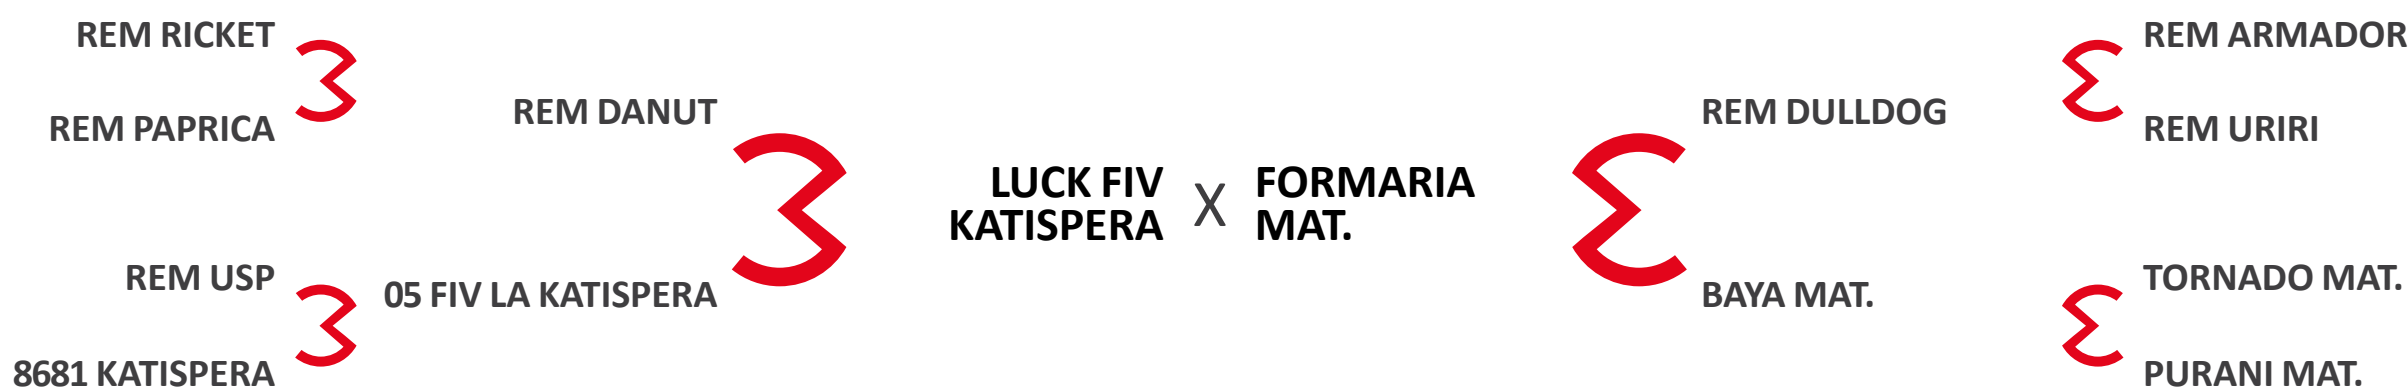 REM RICKET
REM PAPRICA
REM DANUT
REM USP
05 FIV LA KATISPERA
8681 KATISPERA
LUCK FIV
KATISPERA
X
FORMARIA
MAT.
REM DULLDOG
BAYA MAT.
REM ARMADOR
REM URIRI
TORNADO MAT.
PURANI MAT.